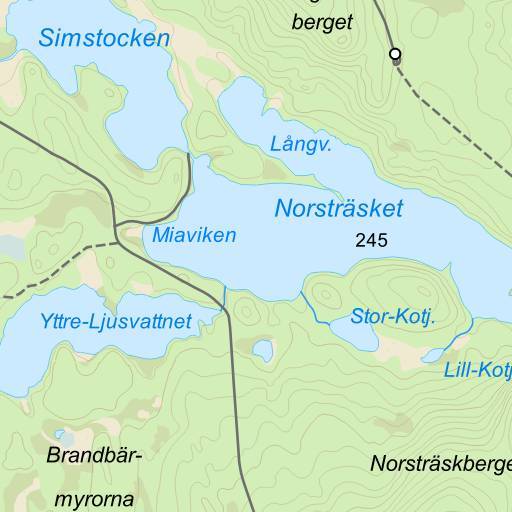 berget
Simstocken
Långv.
Norsträsket
Miaviken
245
Yttre-Ljusvattnet
Stor-Kotj.
Lill-Kotj
Brandbär-
myrorna
Norsträskberge